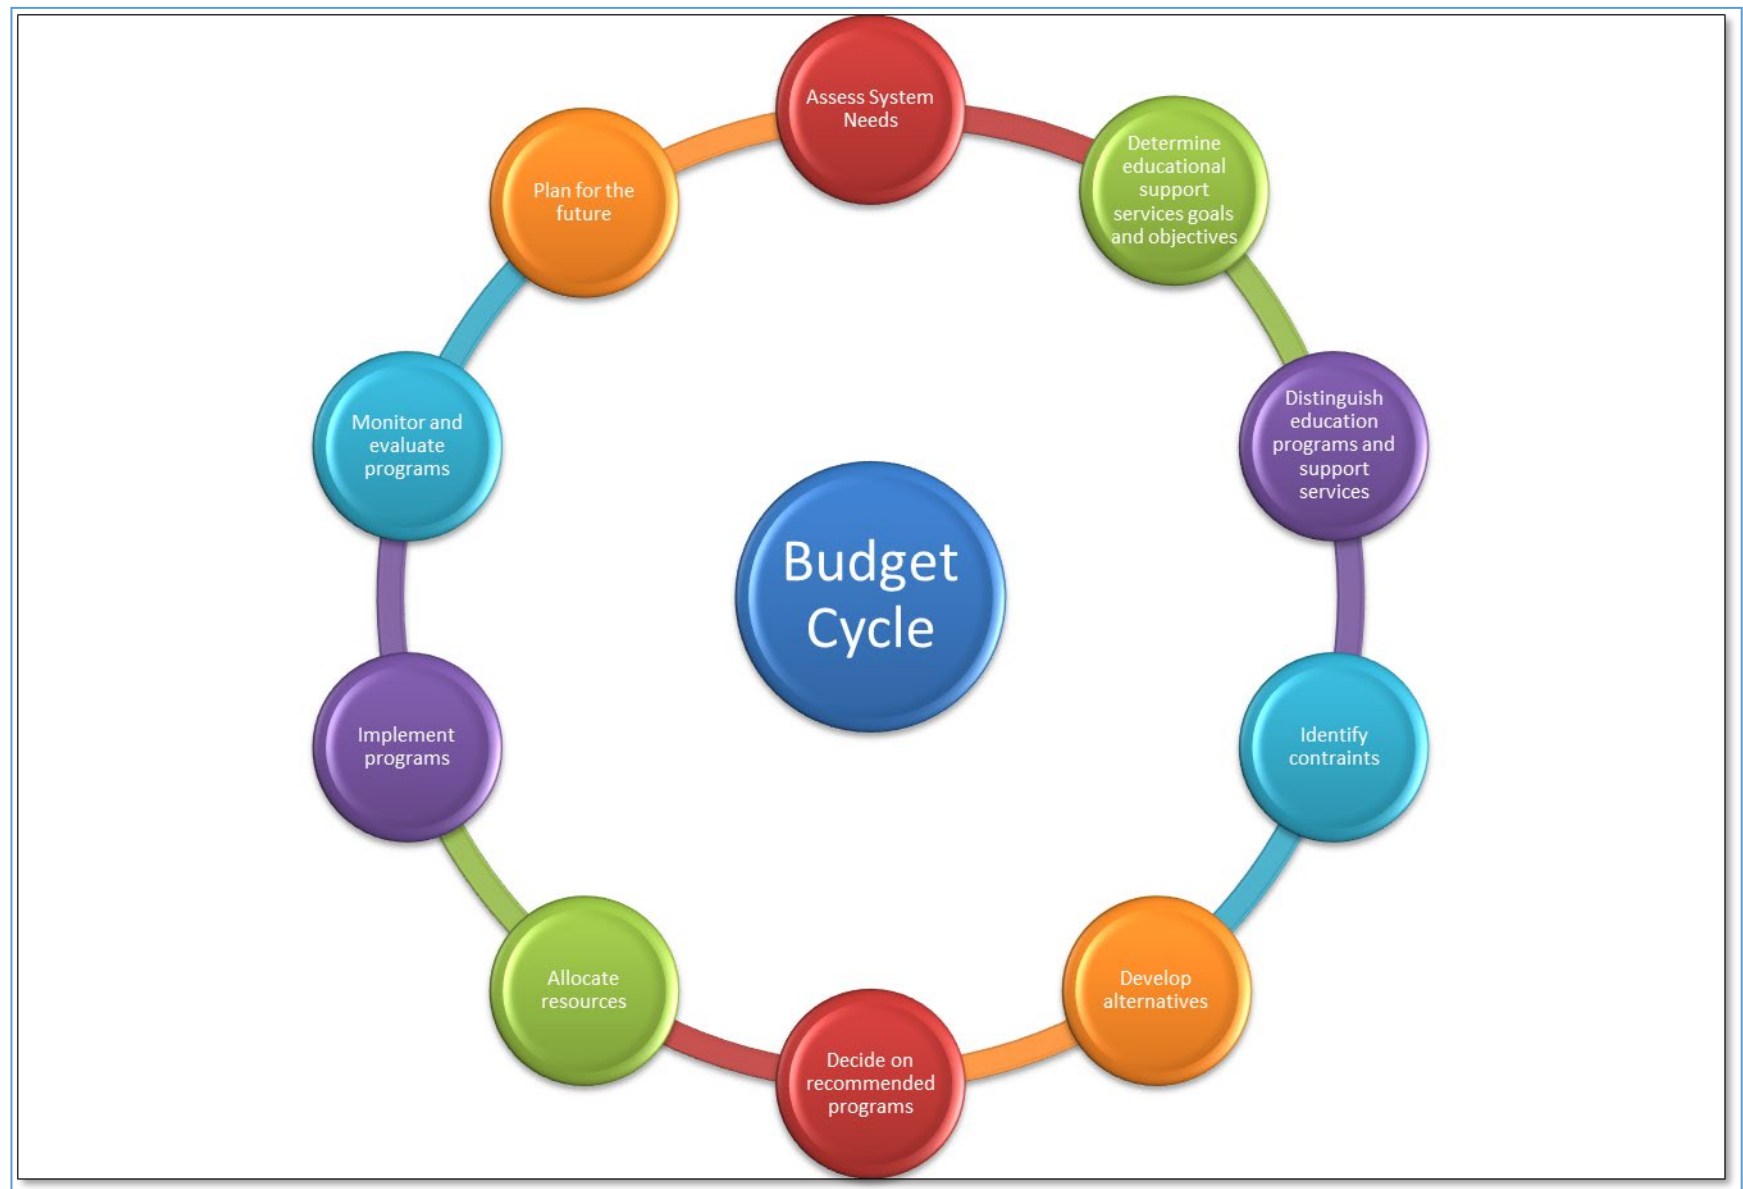 Assess System
Needs
Determine
educational
support
services goals
and objectives
Distinguish
education
programs and
support
services
Identify
contraints
Develop
alternatives
Decide on
recommended
programs
Allocate
resources
Implement
programs
Monitor and
evaluate
programs
Plan for the
future
Budget
Cycle